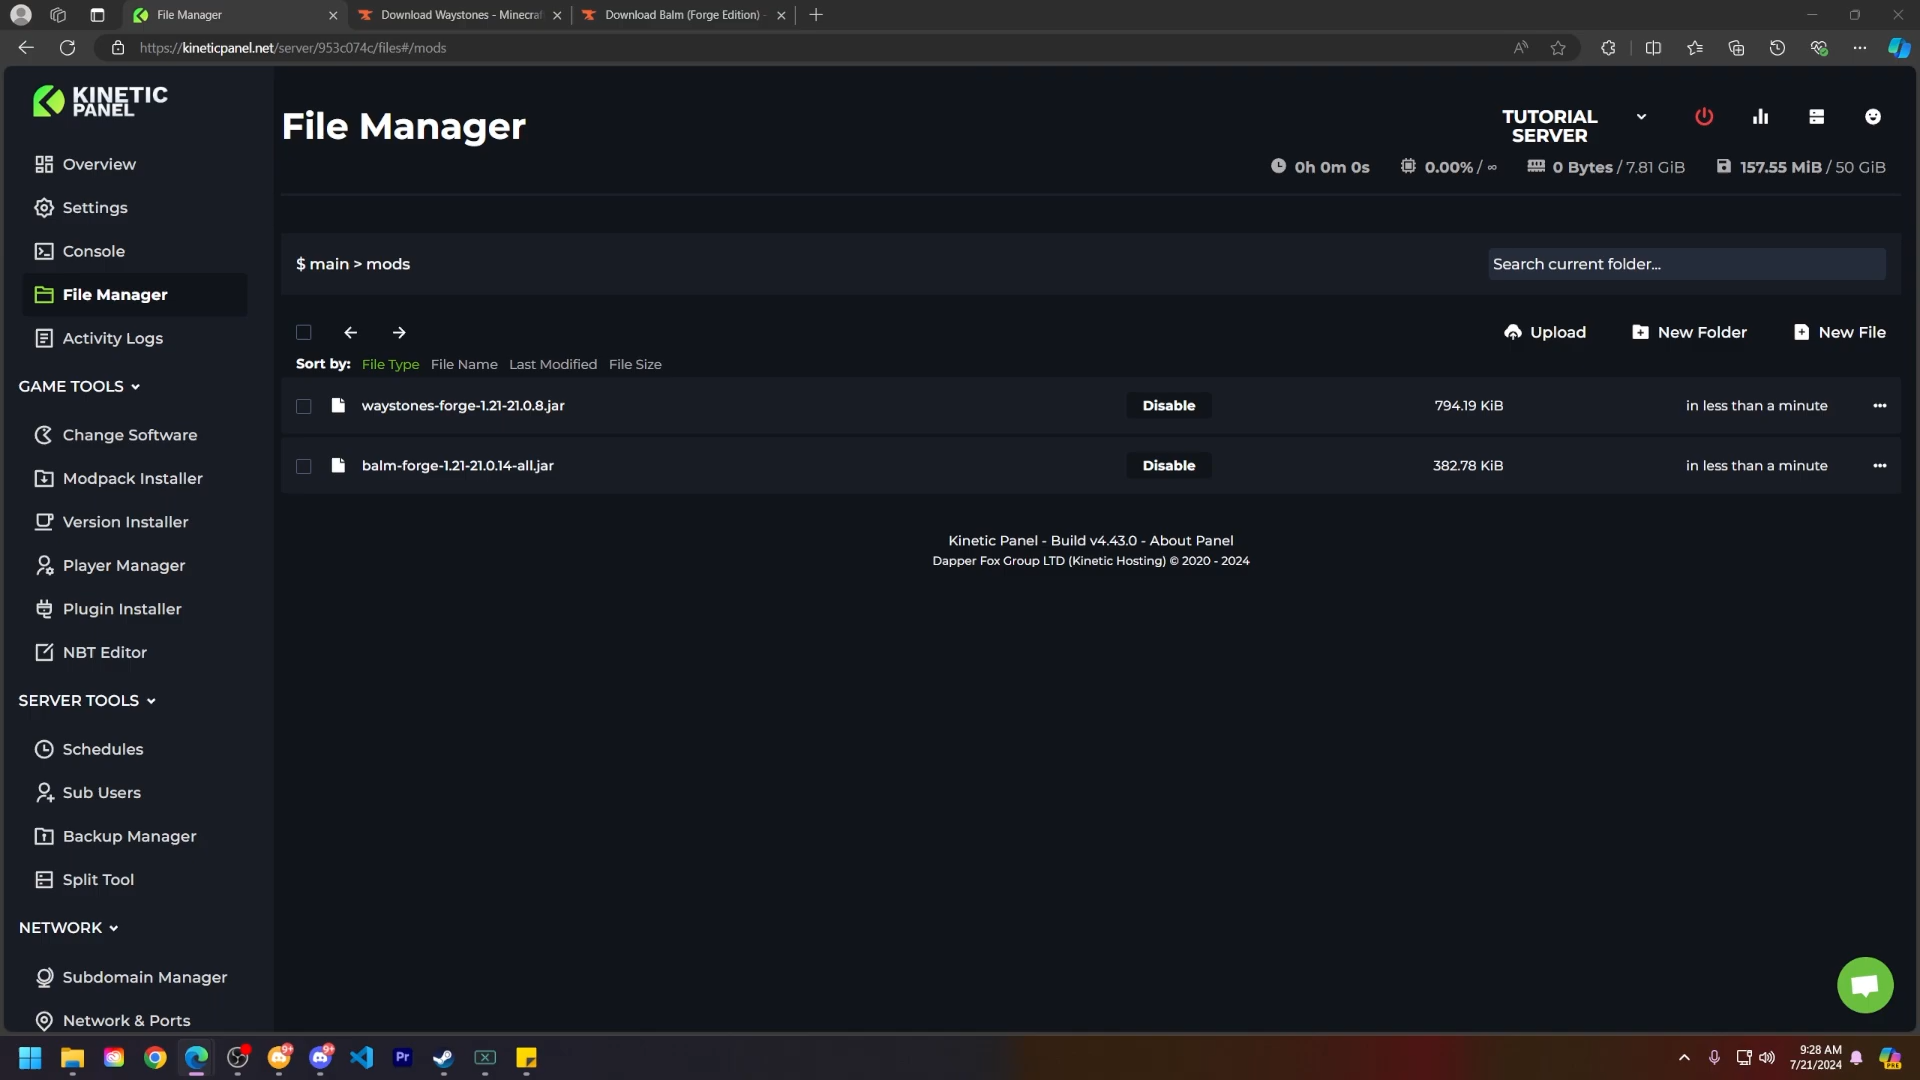 File Manager
Download Waystones - Minecraf
Download Balm (Forge Edition) -
https://kineticpanel.net/server/953c074c/files#/mods
KINETIC
PANEL
Overview
Settings
Console
File Manager
Activity Logs
GAME TOOLS
Change Software
Modpack Installer
Version Installer
Player Manager
Plugin Installer
NBT Editor
SERVER TOOLS
Schedules
Sub Users
Backup Manager
Split Tool
NETWORK
Subdomain Manager
Network & Ports
File Manager
TUTORIAL
SERVER
0h 0m 0s
0.00% / ∞
0 Bytes / 7.81 GiB
157.55 MiB / 50 GiB
$ main > mods
Search current folder...
Upload
New Folder
New File
Sort by: File Type File Name Last Modified File Size
waystones-forge-1.21-21.0.8.jar Disable 794.19 KiB in less than a minute
balm-forge-1.21-21.0.14-all.jar Disable 382.78 KiB in less than a minute
Kinetic Panel - Build v4.43.0 - About Panel
Dapper Fox Group LTD (Kinetic Hosting) © 2020 - 2024
9+
9+
Pr
9:28 AM
7/21/2024
PRE